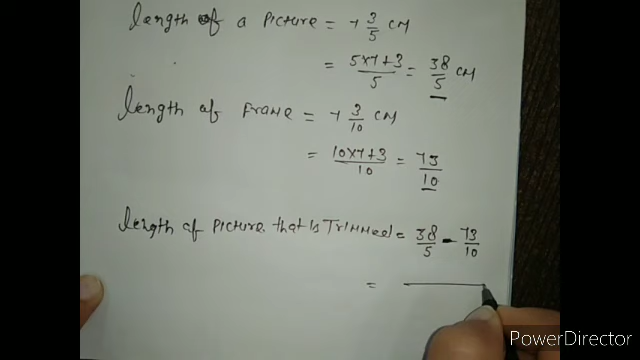 Length of a Picture = 7 3/5 CM
= 5×7+3/5 = 38/5 CM
Length of Frame = 7 3/10 CM
= 10×7+3/10 = 73/10
Length of Picture that is Trimmed = 38/5 - 73/10
=
PowerDirector